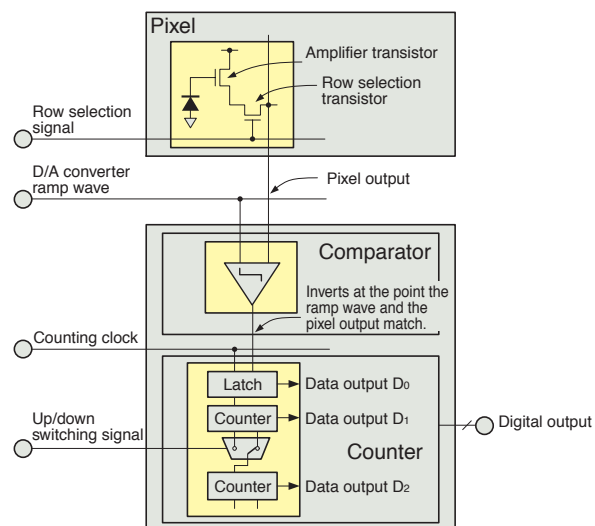 Pixel
Amplifier transistor
Row selection
transistor
Row selection
signal
D/A converter
ramp wave
Pixel output
Comparator
Inverts at the point the
ramp wave and the
pixel output match.
Counting clock
Latch
Data output D0
Counter
Data output D1
Up/down
switching signal
Digital output
Counter
Counter
Data output D2